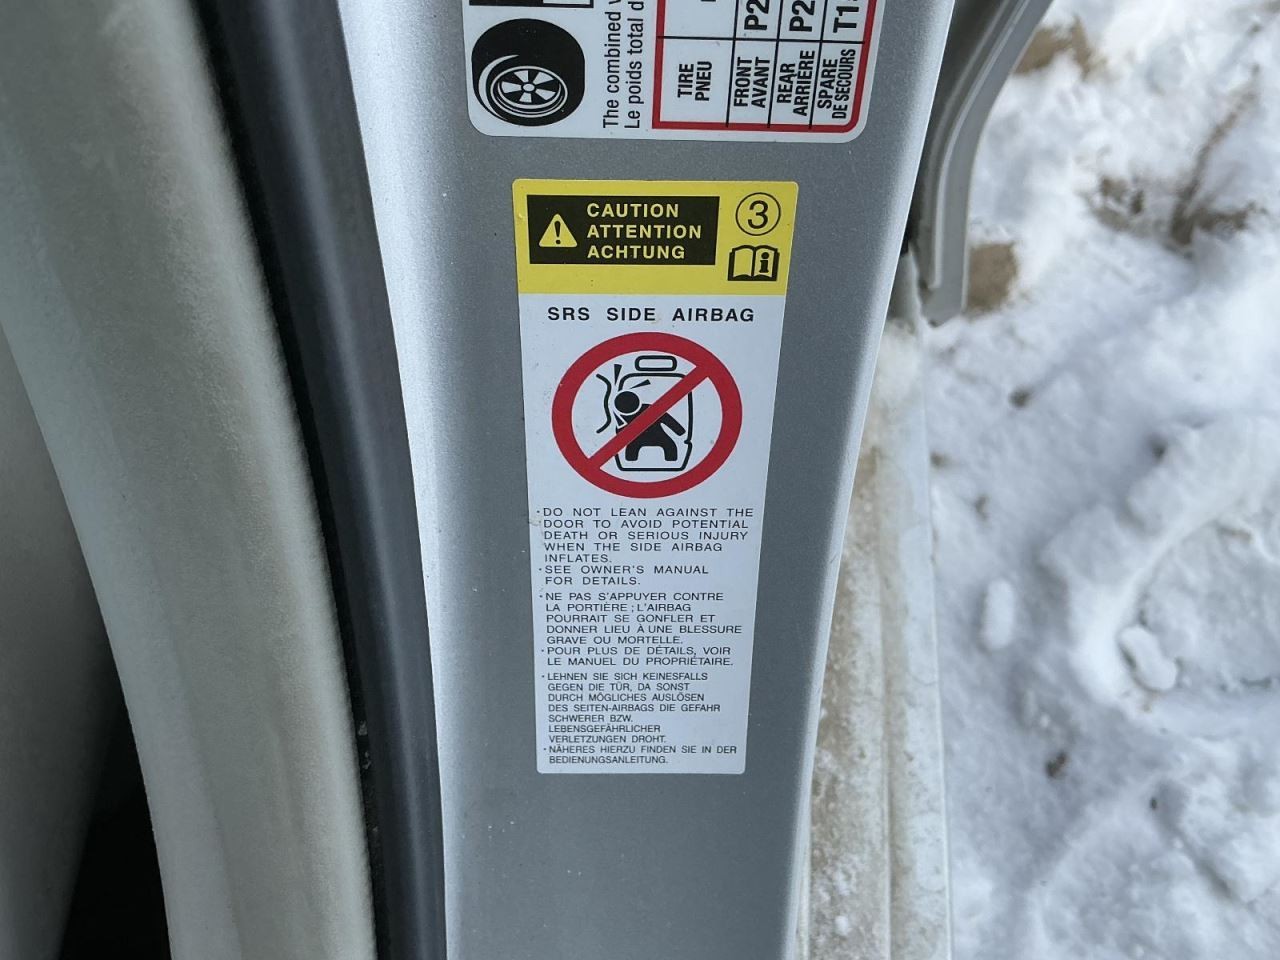 The combined
Le poids total d
TIRE
PNEU
FRONT
AVANT
REAR
ARRIÈRE
SPARE
DE SECOURS
CAUTION
ATTENTION
ACHTUNG
3
SRS SIDE AIRBAG
·DO NOT LEAN AGAINST THE
DOOR TO AVOID POTENTIAL
DEATH OR SERIOUS INJURY
WHEN THE SIDE AIRBAG
INFLATES.
·SEE OWNER'S MANUAL
FOR DETAILS.
·NE PAS S'APPUYER CONTRE
LA PORTIÈRE ; L'AIRBAG
POURRAIT SE GONFLER ET
DONNER LIEU À UNE BLESSURE
GRAVE OU MORTELLE.
·POUR PLUS DE DÉTAILS, VOIR
LE MANUEL DU PROPRIÉTAIRE.
·LEHNEN SIE SICH KEINESFALLS
GEGEN DIE TÜR, DA SONST
DURCH MÖGLICHES AUSLÖSEN
DES SEITEN-AIRBAGS DIE GEFAHR
SCHWERER BZW.
LEBENSGEFÄHRLICHER
VERLETZUNGEN DROHT.
·NÄHERES HIERZU FINDEN SIE IN DER
BEDIENUNGSANLEITUNG.